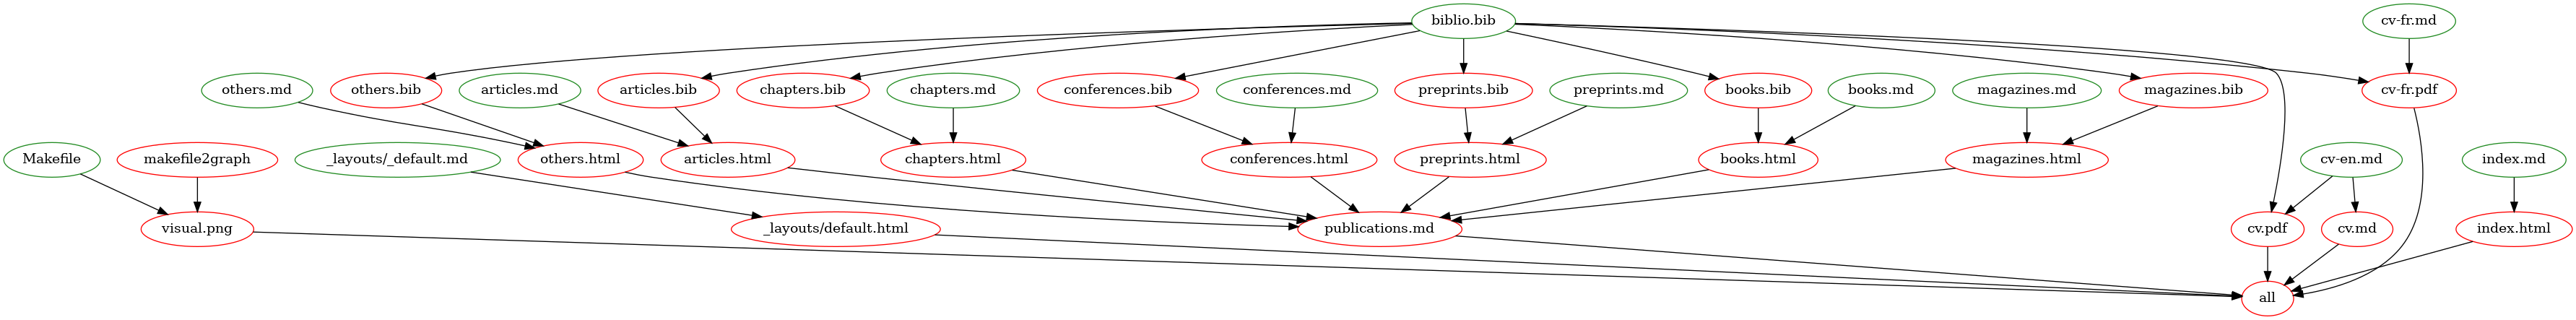 biblio.bib
cv-fr.md
others.md
others.bib
articles.md
articles.bib
chapters.bib
chapters.md
conferences.bib
conferences.md
preprints.bib
preprints.md
books.bib
books.md
magazines.md
magazines.bib
cv-fr.pdf
Makefile
makefile2graph
_layouts/_default.md
others.html
articles.html
chapters.html
conferences.html
preprints.html
books.html
magazines.html
cv-en.md
index.md
visual.png
_layouts/default.html
publications.md
cv.pdf
cv.md
index.html
all